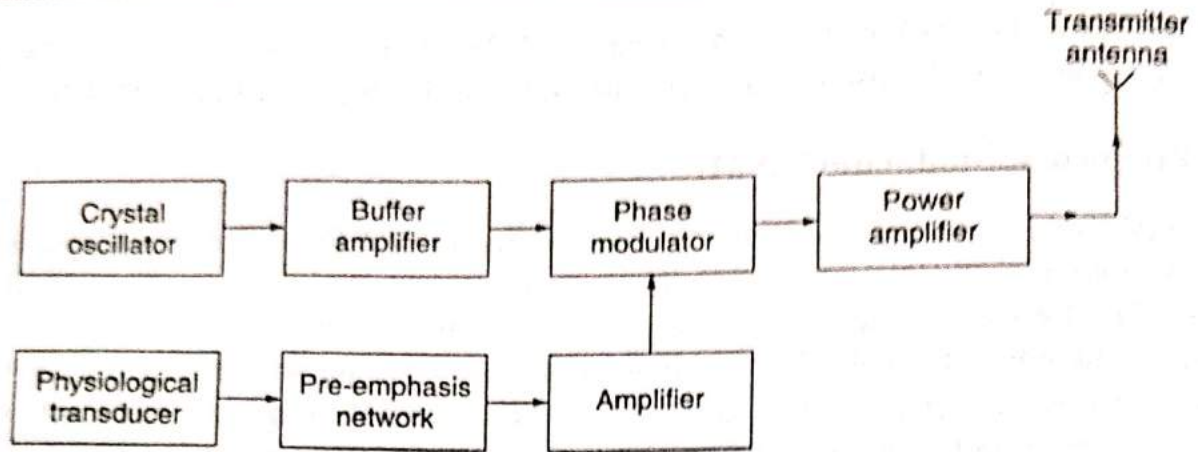 Transmitter
antenna
Crystal
oscillator
Buffer
amplifier
Phase
modulator
Power
amplifier
Physiological
transducer
Pre-emphasis
network
Amplifier